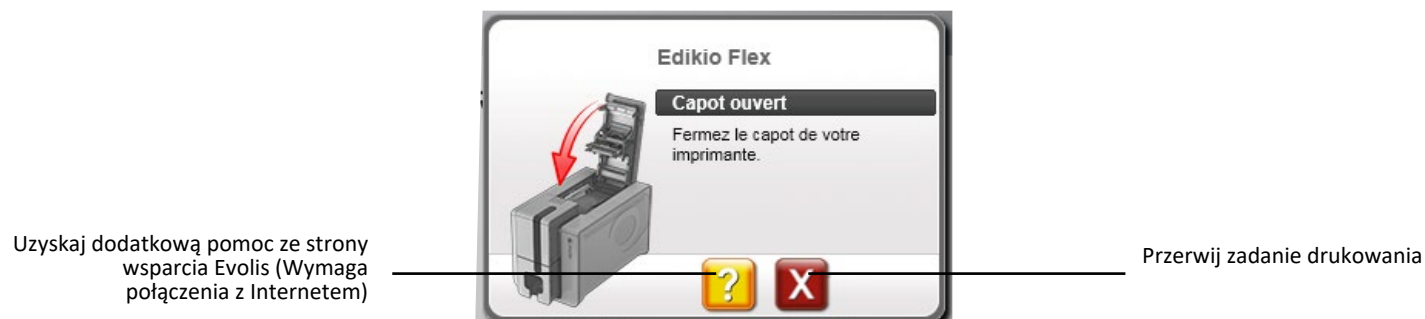 Edikio Flex
Capot ouvert
Fermez le capot de votre
imprimante.
Uzyskaj dodatkową pomoc ze strony
wsparcia Evolis (Wymaga
połączenia z Internetem)
?
X
Przerwij zadanie drukowania